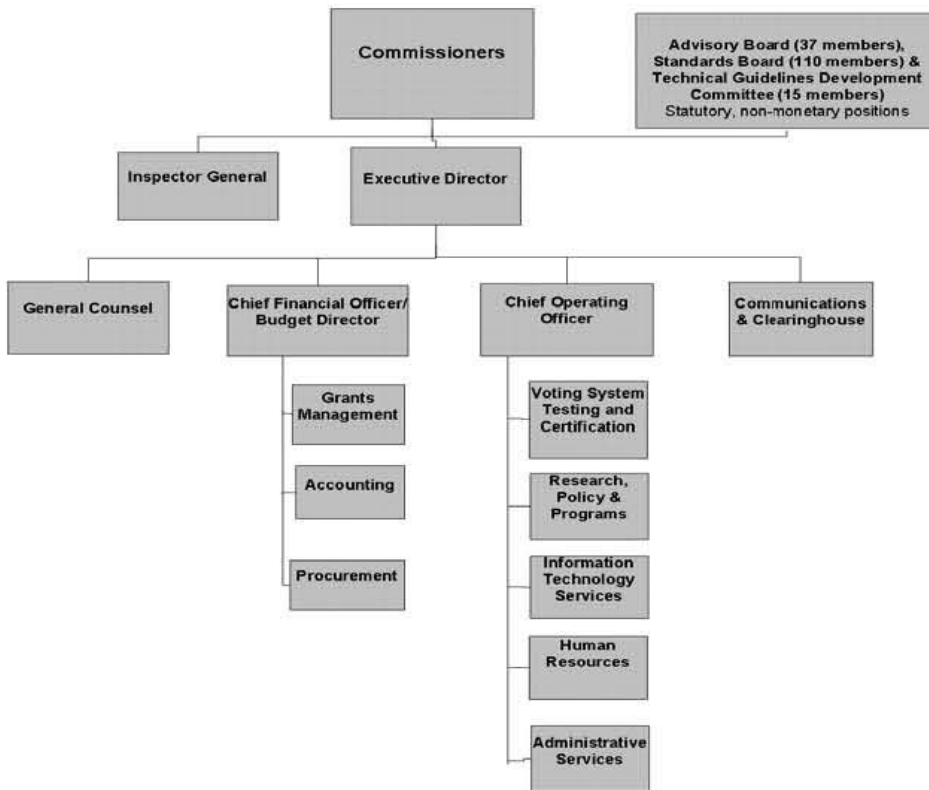 Commissioners
Advisory Board (37 members),
Standards Board (110 members) &
Technical Guidelines Development
Committee (15 members)
Statutory, non-monetary positions
Inspector General
Executive Director
General Counsel
Chief Financial Officer/
Budget Director
Chief Operating
Officer
Communications
& Clearinghouse
Grants
Management
Accounting
Procurement
Voting System
Testing and
Certification
Research,
Policy &
Programs
Information
Technology
Services
Human
Resources
Administrative
Services